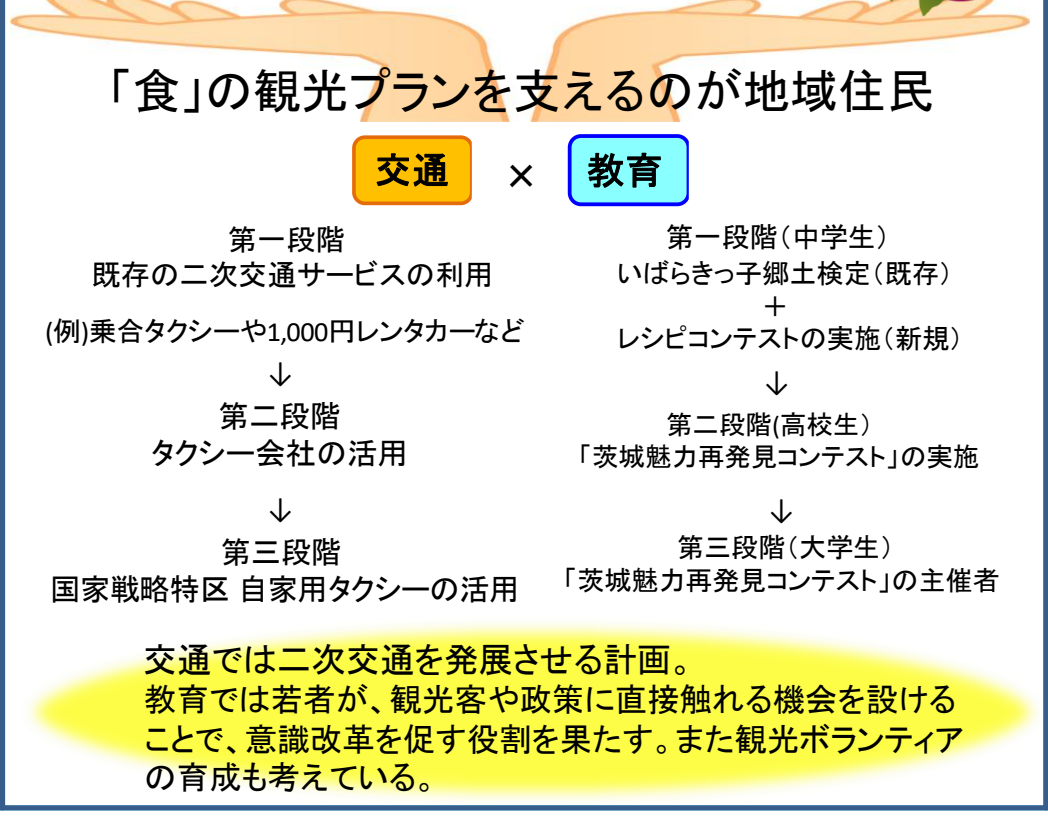 「食」の観光プランを支えるのが地域住民
交通 × 教育
第一段階
既存の二次交通サービスの利用
(例)乗合タクシーや1,000円レンタカーなど
↓
第二段階
タクシー会社の活用
↓
第三段階
国家戦略特区 自家用タクシーの活用
第一段階（中学生）
いばらきっ子郷土検定（既存）
＋
レシピコンテストの実施（新規）
↓
第二段階(高校生）
「茨城魅力再発見コンテスト」の実施
↓
第三段階（大学生）
「茨城魅力再発見コンテスト」の主催者
交通では二次交通を発展させる計画。
教育では若者が、観光客や政策に直接触れる機会を設ける
ことで、意識改革を促す役割を果たす。また観光ボランティア
の育成も考えている。